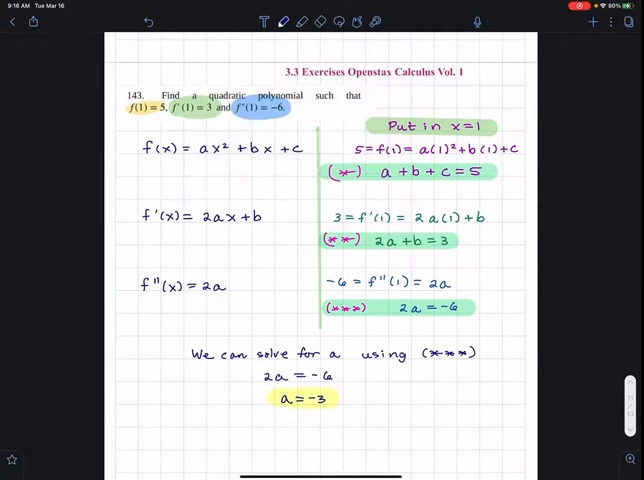 9:16 AM Tue Mar 16
80%
3.3 Exercises Openstax Calculus Vol. 1
143. Find a quadratic polynomial such that
f(1) = 5, f′(1) = 3 and f″(1) = −6.
Put in x=1
f(x) = ax² + bx + c
5 = f(1) = a(1)² + b(1) + c
(*) a + b + c = 5
f'(x) = 2ax + b
3 = f'(1) = 2a(1) + b
(**) 2a + b = 3
f"(x) = 2a
-6 = f"(1) = 2a
(***) 2a = -6
We can solve for a using (***)
2a = -6
a = -3